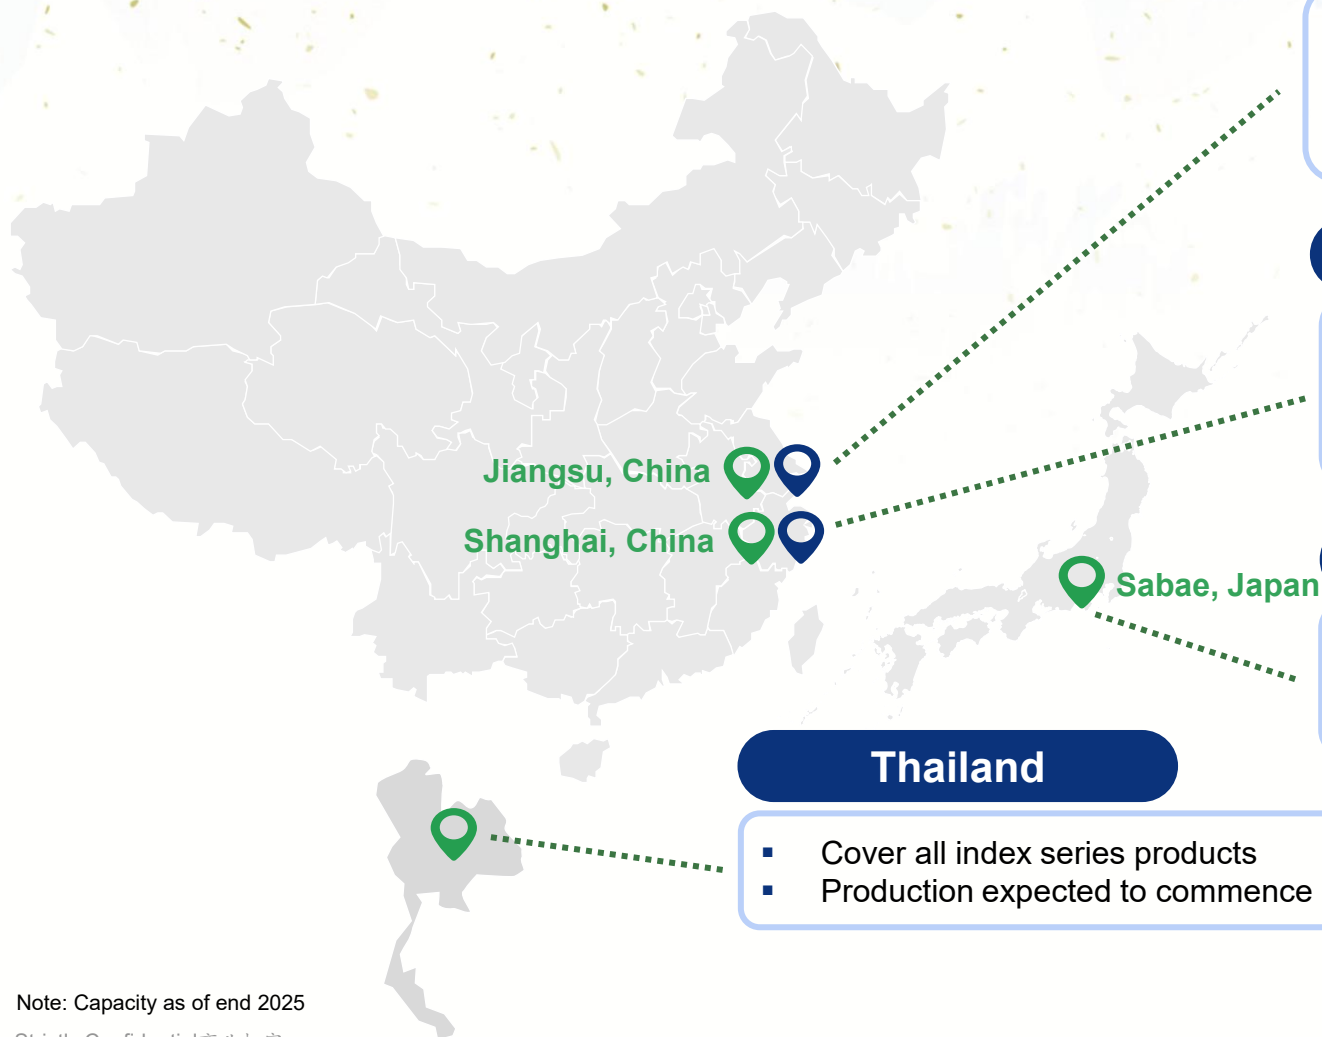 Jiangsu, China
Shanghai, China
Sabae, Japan
Thailand
▪ Cover all index series products
▪ Production expected to commence
Note: Capacity as of end 2025